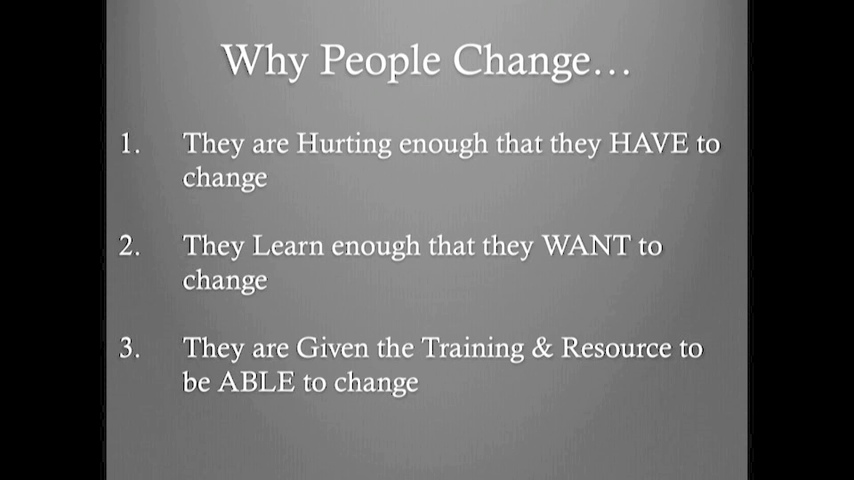 Why People Change…
1. They are Hurting enough that they HAVE to
change
2. They Learn enough that they WANT to
change
3. They are Given the Training & Resource to
be ABLE to change